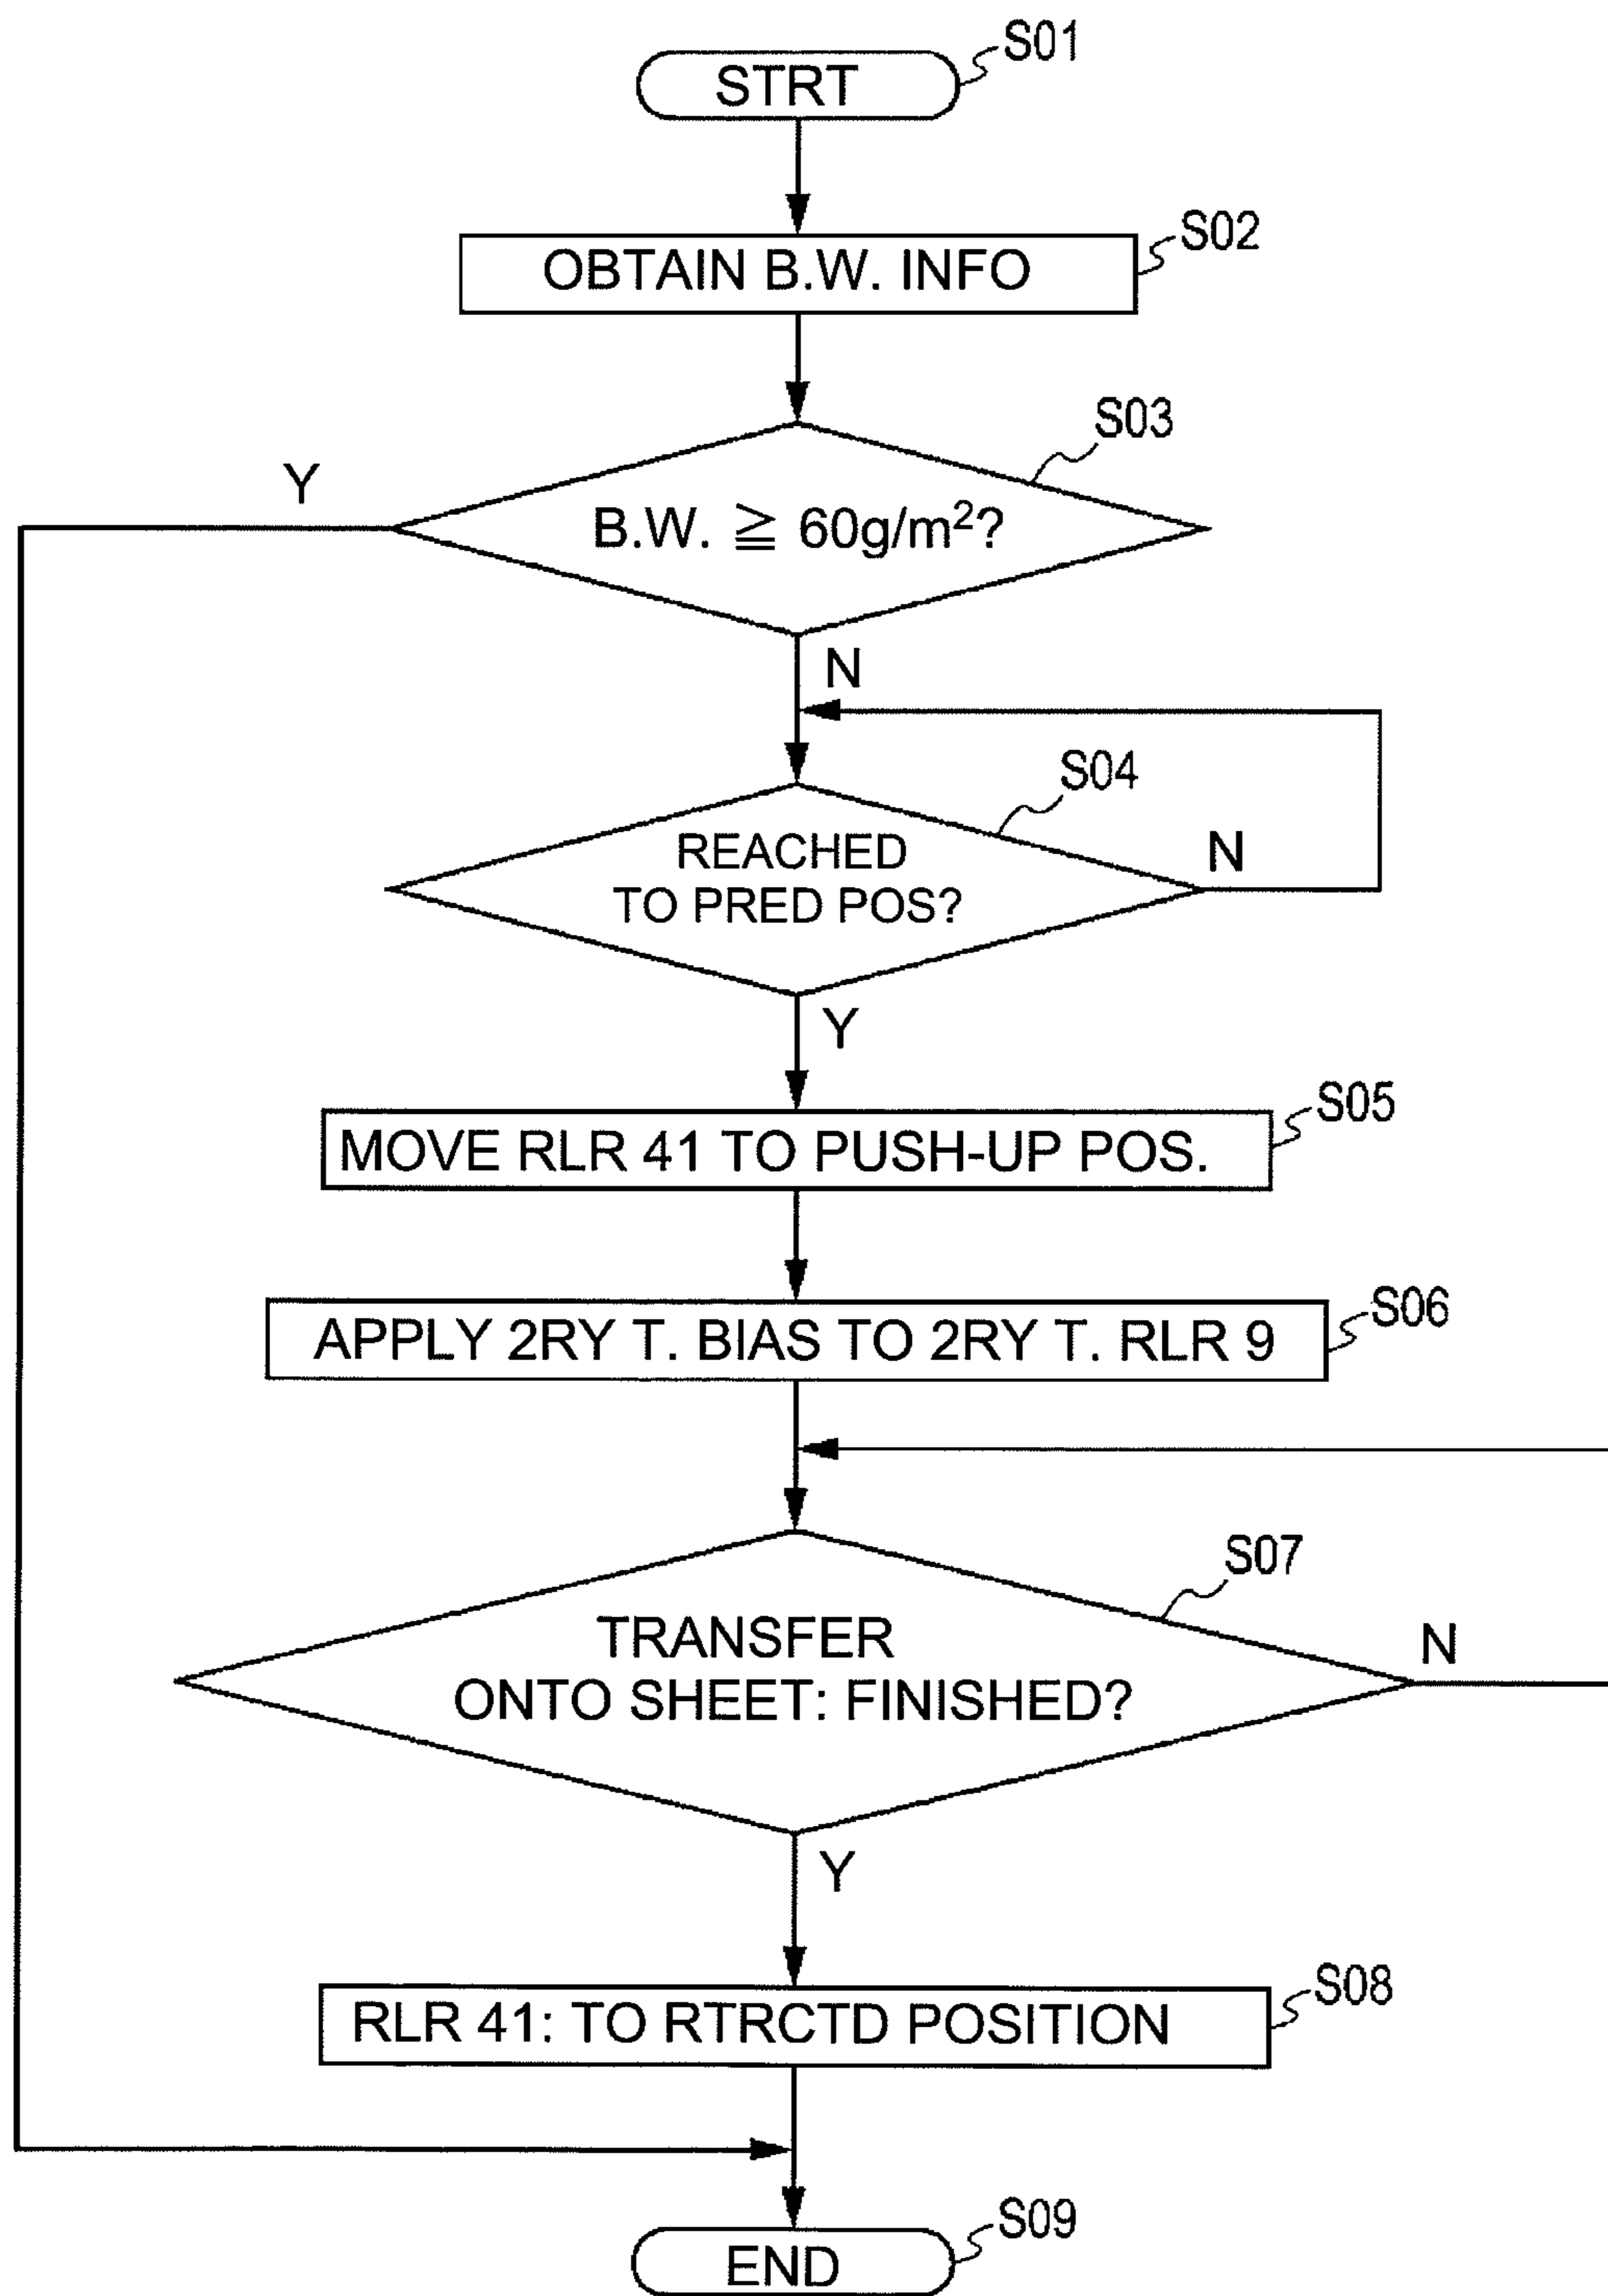 STRT
S01
OBTAIN B.W. INFO
S02
S03
Y
B.W. ≧ 60g/m²?
N
S04
REACHED
TO PRED POS?
N
Y
S05
MOVE RLR 41 TO PUSH-UP POS.
S06
APPLY 2RY T. BIAS TO 2RY T. RLR 9
S07
TRANSFER
ONTO SHEET: FINISHED?
N
Y
S08
RLR 41: TO RTRCTD POSITION
S09
END